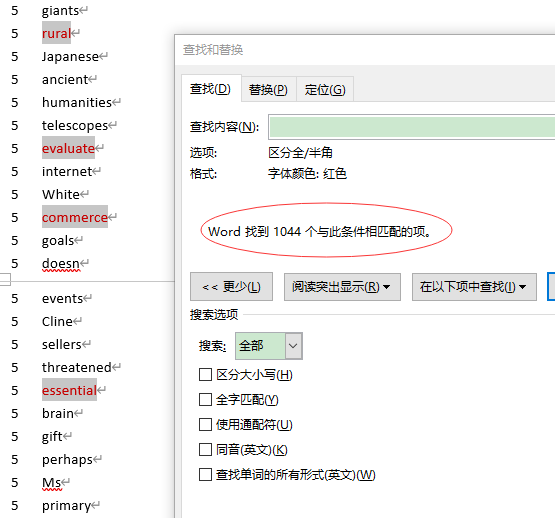 5 giants↵
5 rural↵
5 Japanese↵
5 ancient↵
5 humanities↵
5 telescopes↵
5 evaluate↵
5 internet↵
5 White↵
5 commerce↵
5 goals↵
5 doesn↵
5 events↵
5 Cline↵
5 sellers↵
5 threatened↵
5 essential↵
5 brain↵
5 gift↵
5 perhaps↵
5 Ms↵
5 primary↵
查找和替换
查找(D)
替换(P)
定位(G)
查找内容(N):
选项: 区分全/半角
格式: 字体颜色: 红色
Word 找到 1044 个与此条件相匹配的项。
<< 更少(L)
阅读突出显示(R)
在以下项中查找(I)
搜索选项
搜索: 全部
区分大小写(H)
全字匹配(Y)
使用通配符(U)
同音(英文)(K)
查找单词的所有形式(英文)(W)